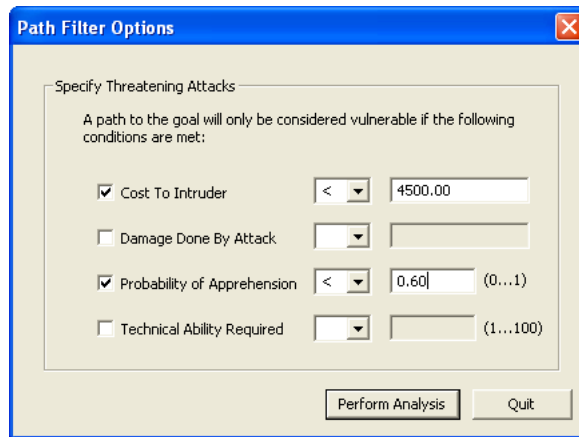 Path Filter Options
Specify Threatening Attacks
A path to the goal will only be considered vulnerable if the following
conditions are met:
Cost To Intruder < 4500.00
Damage Done By Attack
Probability of Apprehension < 0.60 (0...1)
Technical Ability Required (1...100)
Perform Analysis Quit